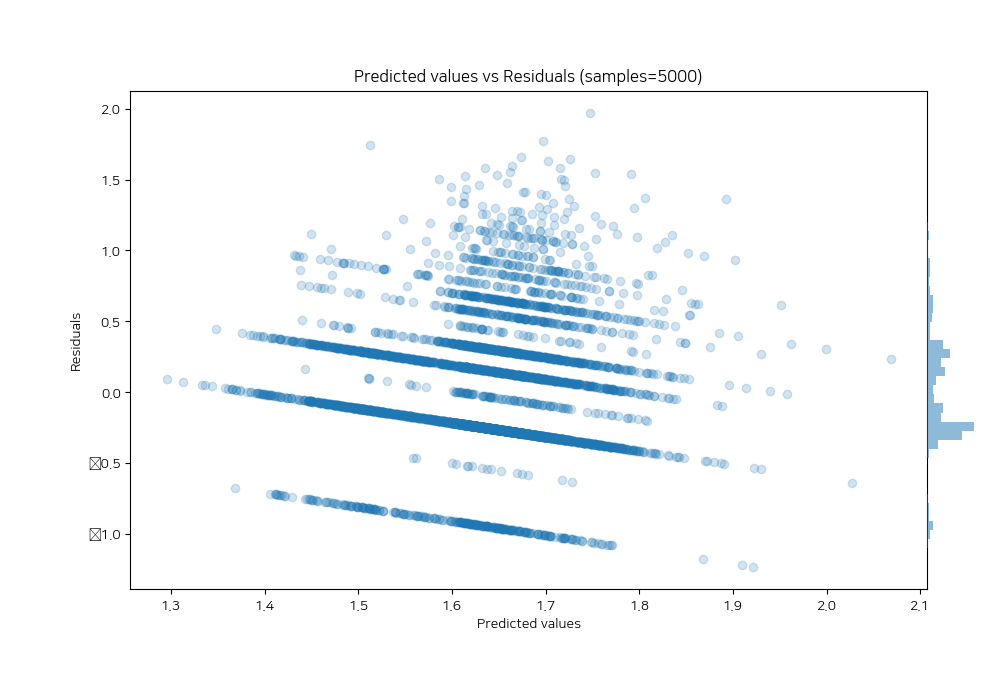 Predicted values vs Residuals (samples=5000)
2.0
1.5
1.0
0.5
0.0
□0.5
□1.0
Residuals
1.3 1.4 1.5 1.6 1.7 1.8 1.9 2.0 2.1
Predicted values